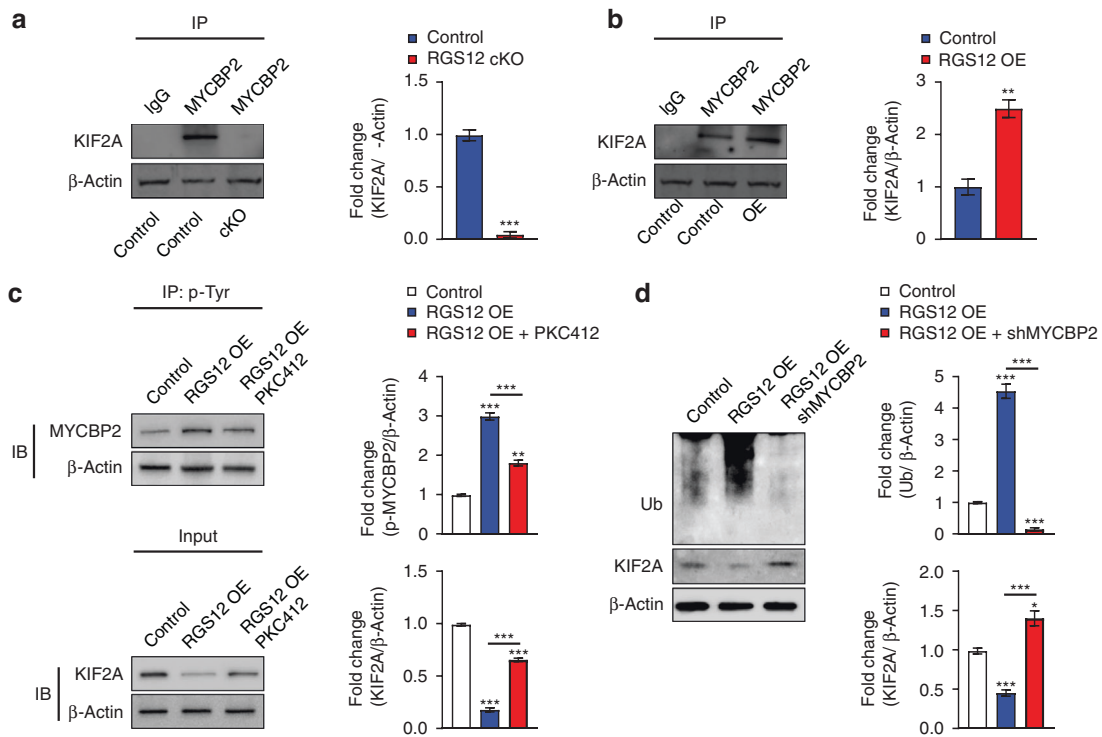 a
IP
IgG
MYCBP2
MYCBP2
KIF2A
β-Actin
Control
Control
cKO
Control
RGS12 cKO
Fold change
(KIF2A/ -Actin)
1.5
1.0
0.5
0.0
***
b
IP
IgG
MYCBP2
MYCBP2
KIF2A
β-Actin
Control
Control
OE
Control
RGS12 OE
Fold change
(KIF2A/β-Actin)
3
2
1
0
**
c
IP: p-Tyr
Control
RGS12 OE
RGS12 OE
PKC412
IB
MYCBP2
β-Actin
Input
Control
RGS12 OE
RGS12 OE
PKC412
IB
KIF2A
β-Actin
Control
RGS12 OE
RGS12 OE + PKC412
Fold change
(p-MYCBP2/β-Actin)
4
3
2
1
0
***
***
**
Fold change
(KIF2A/β-Actin)
1.5
1.0
0.5
0.0
***
***
***
d
Control
RGS12 OE
RGS12 OE
shMYCBP2
Ub
KIF2A
β-Actin
Control
RGS12 OE
RGS12 OE + shMYCBP2
Fold change
(Ub/ β-Actin)
5
4
3
2
1
0
***
***
***
Fold change
(KIF2A/ β-Actin)
2.0
1.5
1.0
0.5
0.0
***
***
*